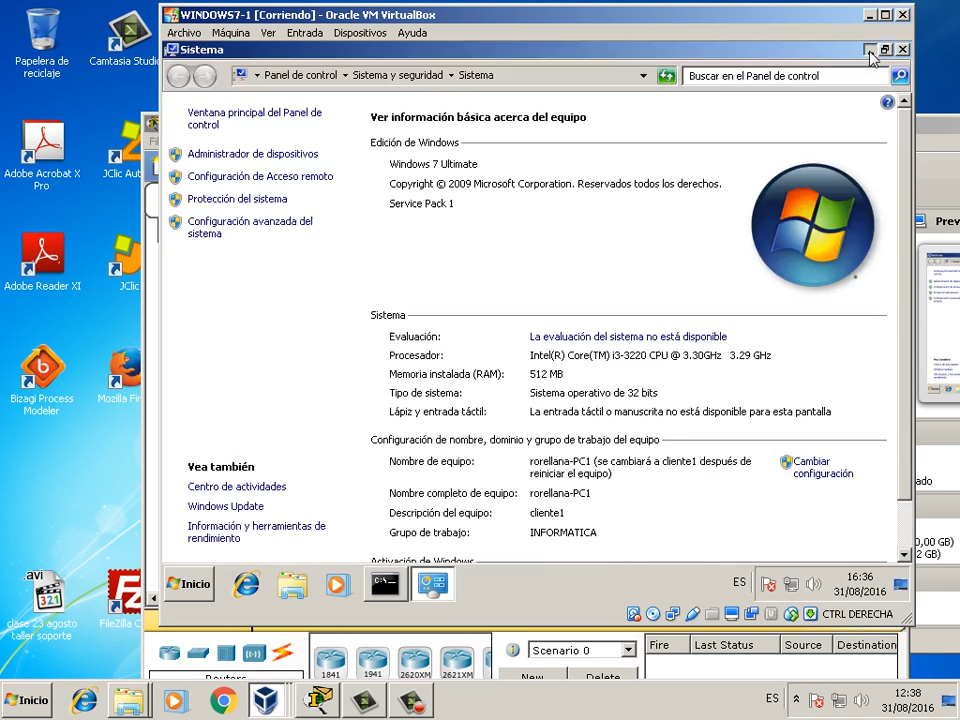 Papelera de
reciclaje
Camtasia Studio
Adobe Acrobat X
Pro
JClic Aut
Adobe Reader XI
JClic
Bizagi Process
Modeler
Mozilla Fir
.avi
321
clase 23 agosto
taller soporte
FileZilla C
WINDOWS7-1 [Corriendo] - Oracle VM VirtualBox
Archivo Máquina Ver Entrada Dispositivos Ayuda
Sistema
Panel de control Sistema y seguridad Sistema
Buscar en el Panel de control
Ventana principal del Panel de
control
Administrador de dispositivos
Configuración de Acceso remoto
Protección del sistema
Configuración avanzada del
sistema
Vea también
Centro de actividades
Windows Update
Información y herramientas de
rendimiento
Ver información básica acerca del equipo
Edición de Windows
Windows 7 Ultimate
Copyright © 2009 Microsoft Corporation. Reservados todos los derechos.
Service Pack 1
Sistema
Evaluación: La evaluación del sistema no está disponible
Procesador: Intel(R) Core(TM) i3-3220 CPU @ 3.30GHz 3.29 GHz
Memoria instalada (RAM): 512 MB
Tipo de sistema: Sistema operativo de 32 bits
Lápiz y entrada táctil: La entrada táctil o manuscrita no está disponible para esta pantalla
Configuración de nombre, dominio y grupo de trabajo del equipo
Nombre de equipo: rorellana-PC1 (se cambiará a cliente1 después de
reiniciar el equipo)
Cambiar
configuración
Nombre completo de equipo: rorellana-PC1
Descripción del equipo: cliente1
Grupo de trabajo: INFORMATICA
Activación de Windows
Inicio
C:\_
ES
16:36
31/08/2016
CTRL DERECHA
Prev
ado
0,00 GB)
2 GB)
Routers
1841 1941 2620XM 2621XM
Scenario 0
New Delete
Fire Last Status Source Destination
Inicio
ES
12:38
31/08/2016